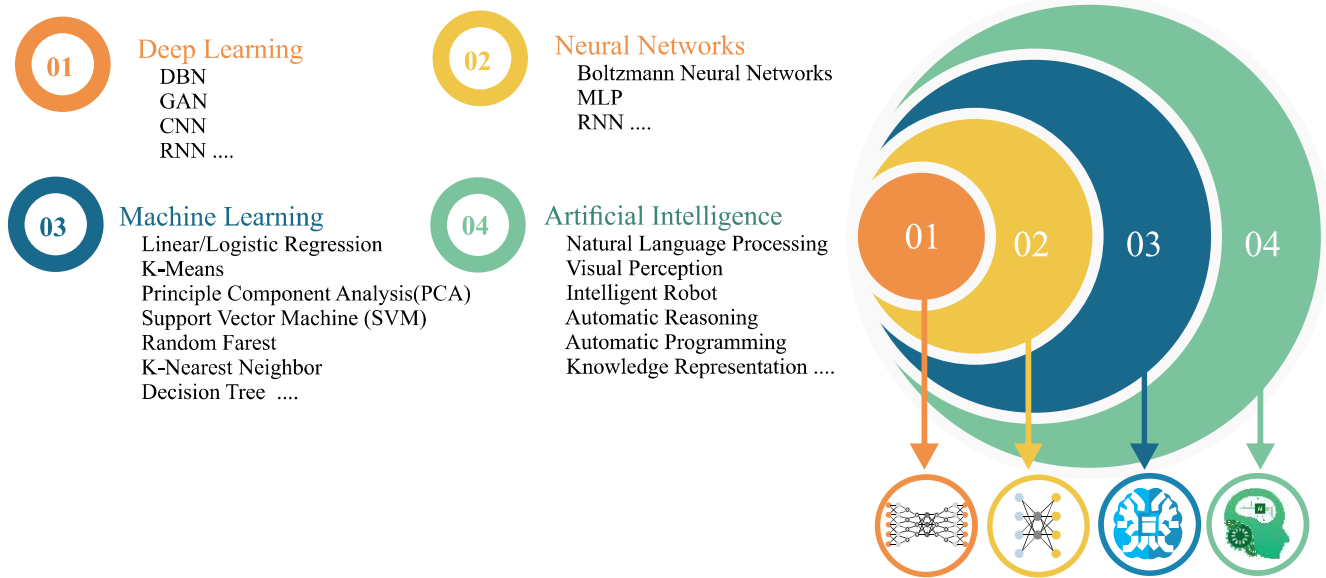 01
Deep Learning
DBN
GAN
CNN
RNN ....
02
Neural Networks
Boltzmann Neural Networks
MLP
RNN ....
03
Machine Learning
Linear/Logistic Regression
K-Means
Principle Component Analysis(PCA)
Support Vector Machine (SVM)
Random Farest
K-Nearest Neighbor
Decision Tree ....
04
Artificial Intelligence
Natural Language Processing
Visual Perception
Intelligent Robot
Automatic Reasoning
Automatic Programming
Knowledge Representation ....
01
02
03
04